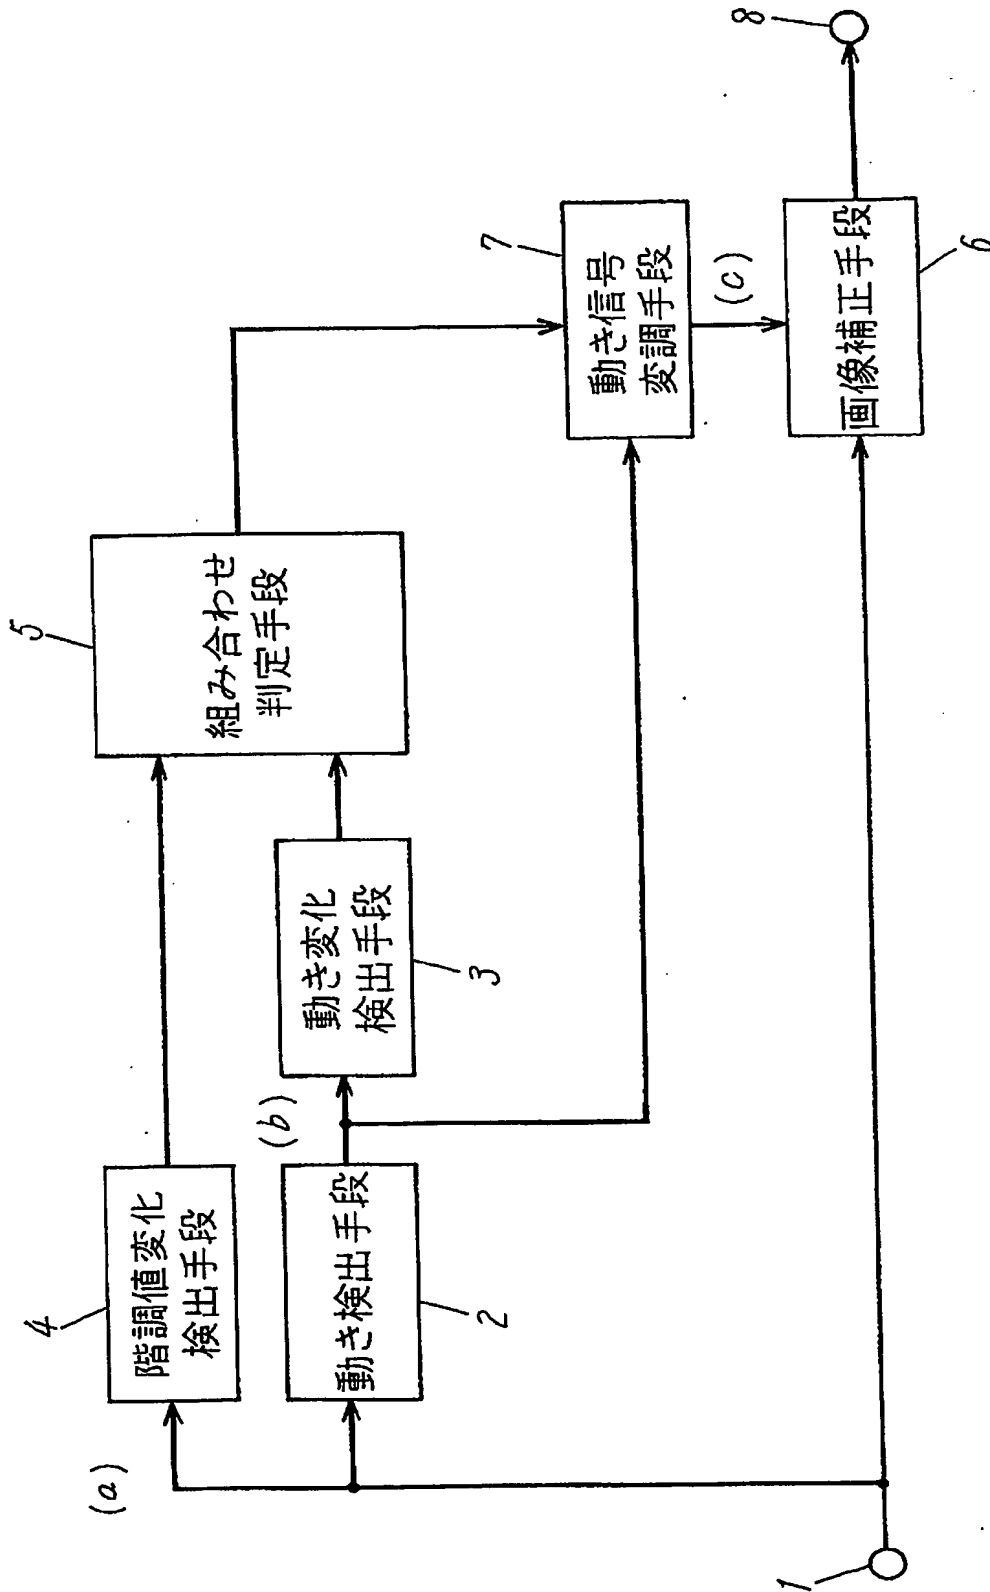 (a)
4
階調値変化
検出手段
5
組み合わせ
判定手段
(b)
動き検出手段
2
動き変化
検出手段
3
7
動き信号
変調手段
(c)
画像補正手段
6
1
8